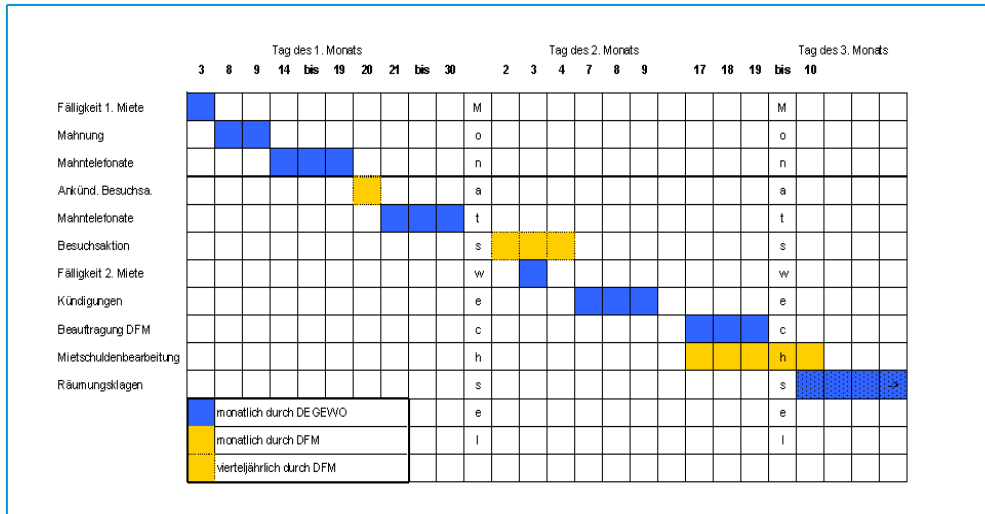 Tag des 1. Monats Tag des 2. Monats Tag des 3. Monats
3 8 9 14 bis 19 20 21 bis 30 2 3 4 7 8 9 17 18 19 bis 10
Fälligkeit 1. Miete M M
Mahnung o o
Mahntelefonate n n
Ankünd. Besuchsa. a a
Mahntelefonate t t
Besuchsaktion s s
Fälligkeit 2. Miete w w
Kündigungen e e
Beauftragung DFM c c
Mietschuldenbearbeitung h h
Räumungsklagen s s ->
monatlich durch DEGEWO e e
monatlich durch DFM l l
vierteljährlich durch DFM